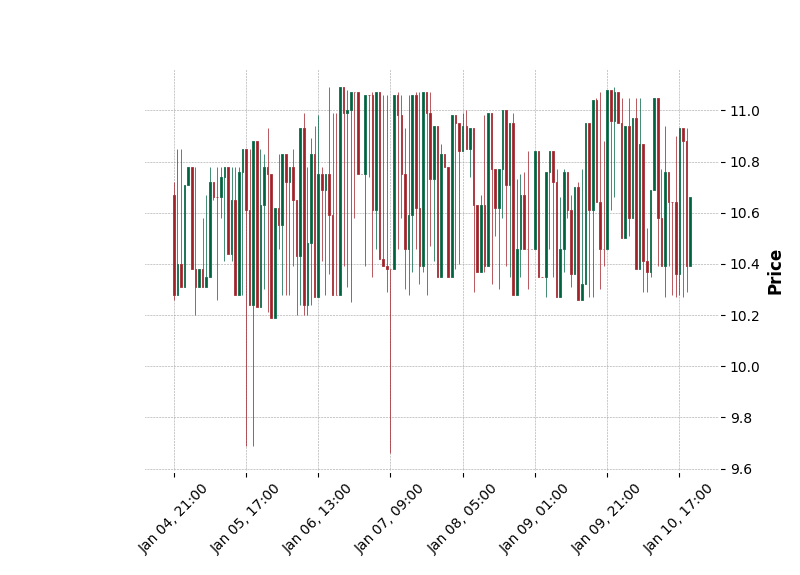 11.0
10.8
10.6
10.4
10.2
10.0
9.8
9.6
Price
Jan 04, 21:00
Jan 05, 17:00
Jan 06, 13:00
Jan 07, 09:00
Jan 08, 05:00
Jan 09, 01:00
Jan 09, 21:00
Jan 10, 17:00